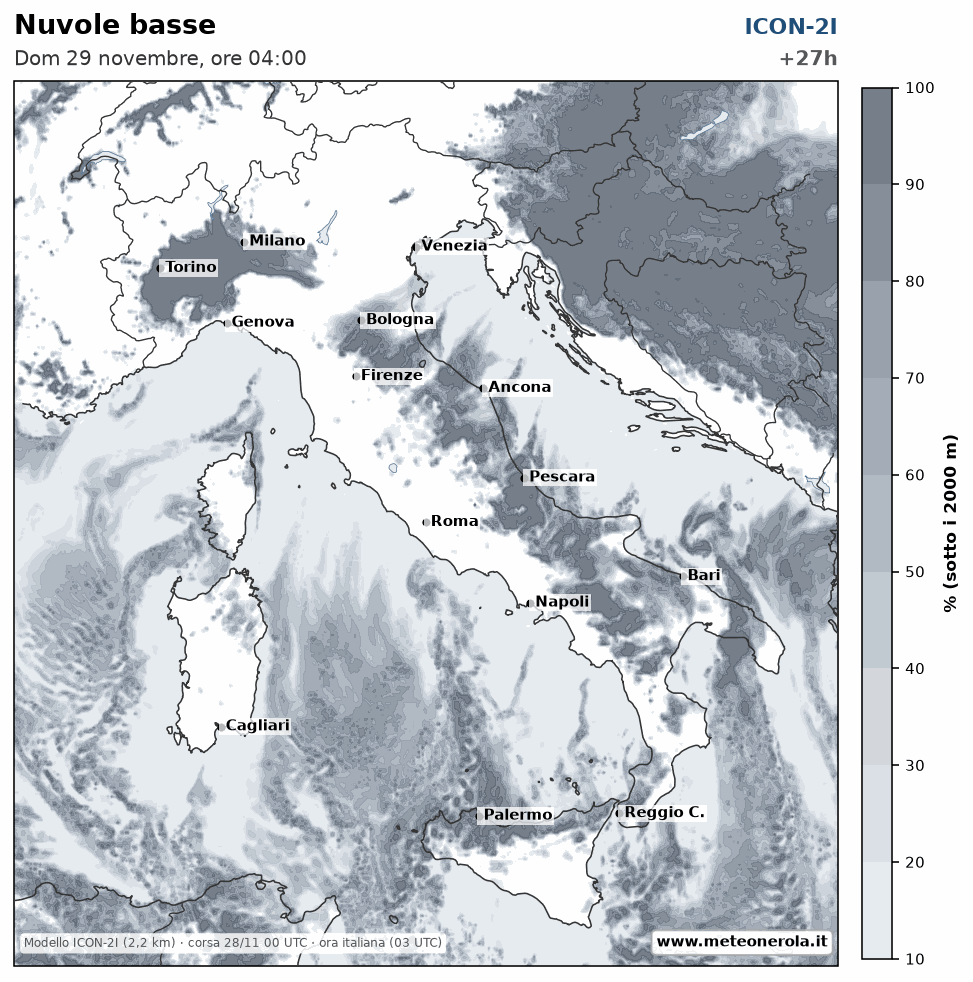 Nuvole basse
ICON-2I
Dom 29 novembre, ore 04:00
+27h
Milano
Venezia
Torino
Genova
Bologna
Firenze
Ancona
Pescara
Roma
Bari
Napoli
Cagliari
Palermo
Reggio C.
Modello ICON-2I (2,2 km) · corsa 28/11 00 UTC · ora italiana (03 UTC)
www.meteonerola.it
100
90
80
70
60
50
40
30
20
10
% (sotto i 2000 m)